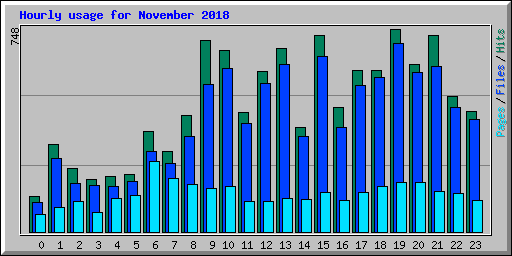 Hourly usage for November 2018
748
0 1 2 3 4 5 6 7 8 9 10 11 12 13 14 15 16 17 18 19 20 21 22 23
Pages / Files / Hits